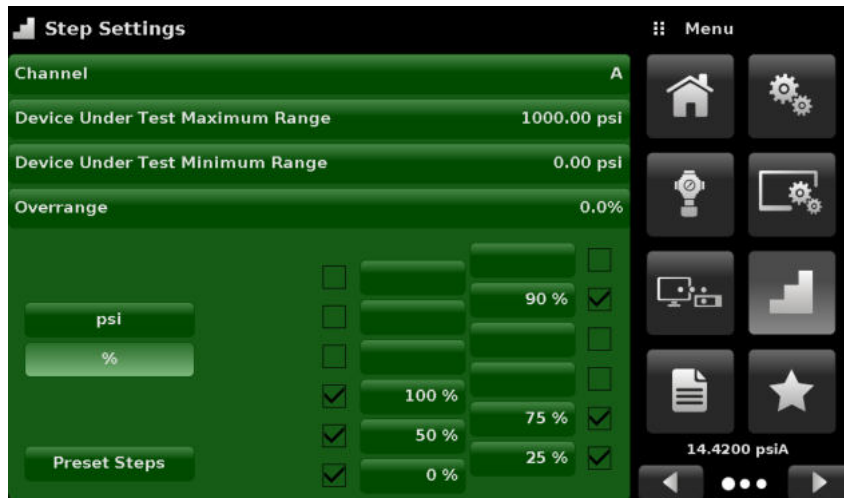 Step Settings
Menu
Channel A
Device Under Test Maximum Range 1000.00 psi
Device Under Test Minimum Range 0.00 psi
Overrange 0.0%
psi
%
Preset Steps
90 %
100 %
75 %
50 %
25 %
0 %
14.4200 psiA